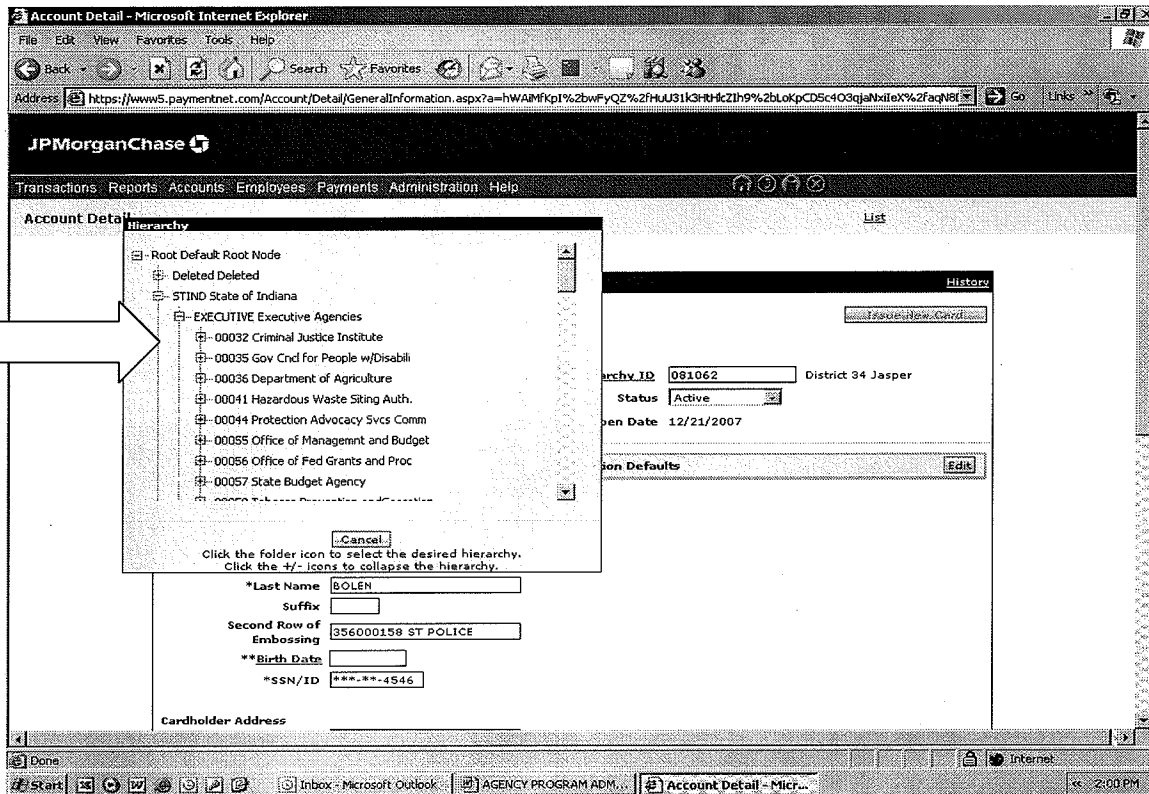 Account Detail - Microsoft Internet Explorer
File Edit View Favorites Tools Help
Back Search Favorites
Address https://www5.paymentnet.com/Account/Detail/GeneralInformation.aspx? Go Links »
JPMorganChase
Transactions Reports Accounts Employees Payments Administration Help
Account Detail List
Hierarchy
Root Default Root Node
Deleted Deleted
STIND State of Indiana
EXECUTIVE Executive Agencies
00032 Criminal Justice Institute
00035 Gov Cncl for People w/Disabili
00036 Department of Agriculture
00041 Hazardous Waste Siting Auth.
00044 Protection Advocacy Svcs Comm
00055 Office of Managemnt and Budget
00056 Office of Fed Grants and Proc
00057 State Budget Agency
Cancel
Click the folder icon to select the desired hierarchy.
Click the +/- icons to collapse the hierarchy.
History
Issue New Card
archy ID 081062 District 34 Jasper
Status Active
pen Date 12/21/2007
ion Defaults Edit
*Last Name BOLEN
Suffix
Second Row of Embossing 356000158 ST POLICE
**Birth Date
*SSN/ID ***-**-4546
Cardholder Address
Done Internet
Start Inbox - Microsoft Outlook AGENCY PROGRAM ADM... Account Detail - Micr... « 2:00 PM